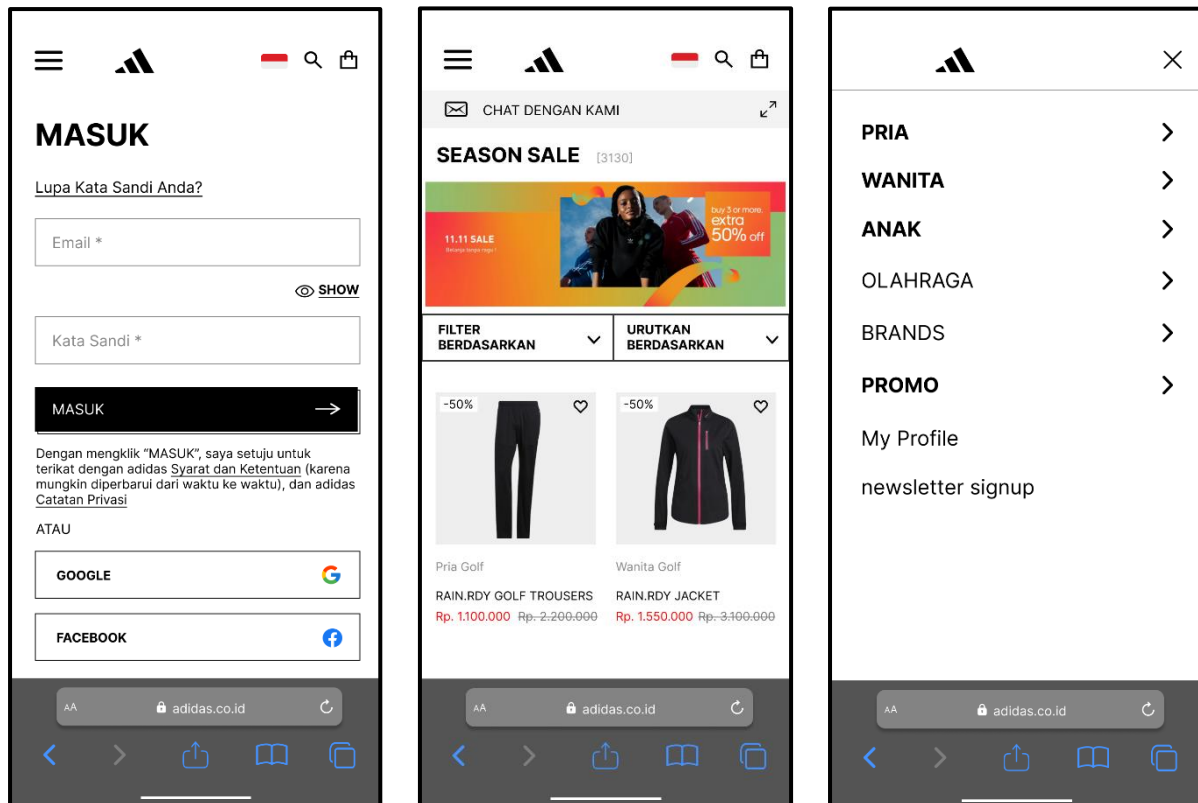 MASUK
Lupa Kata Sandi Anda?
Email *
SHOW
Kata Sandi *
MASUK
Dengan mengklik “MASUK”, saya setuju untuk
terikat dengan adidas Syarat dan Ketentuan (karena
mungkin diperbarui dari waktu ke waktu), dan adidas
Catatan Privasi
ATAU
GOOGLE
FACEBOOK
AA
adidas.co.id
CHAT DENGAN KAMI
SEASON SALE [3130]
11.11 SALE
Belanja tanpa ragu !
buy 3 or more,
extra
50% off
FILTER
BERDASARKAN
URUTKAN
BERDASARKAN
-50%
-50%
Pria Golf
RAIN.RDY GOLF TROUSERS
Rp. 1.100.000 Rp. 2.200.000
Wanita Golf
RAIN.RDY JACKET
Rp. 1.550.000 Rp. 3.100.000
AA
adidas.co.id
PRIA
WANITA
ANAK
OLAHRAGA
BRANDS
PROMO
My Profile
newsletter signup
AA
adidas.co.id